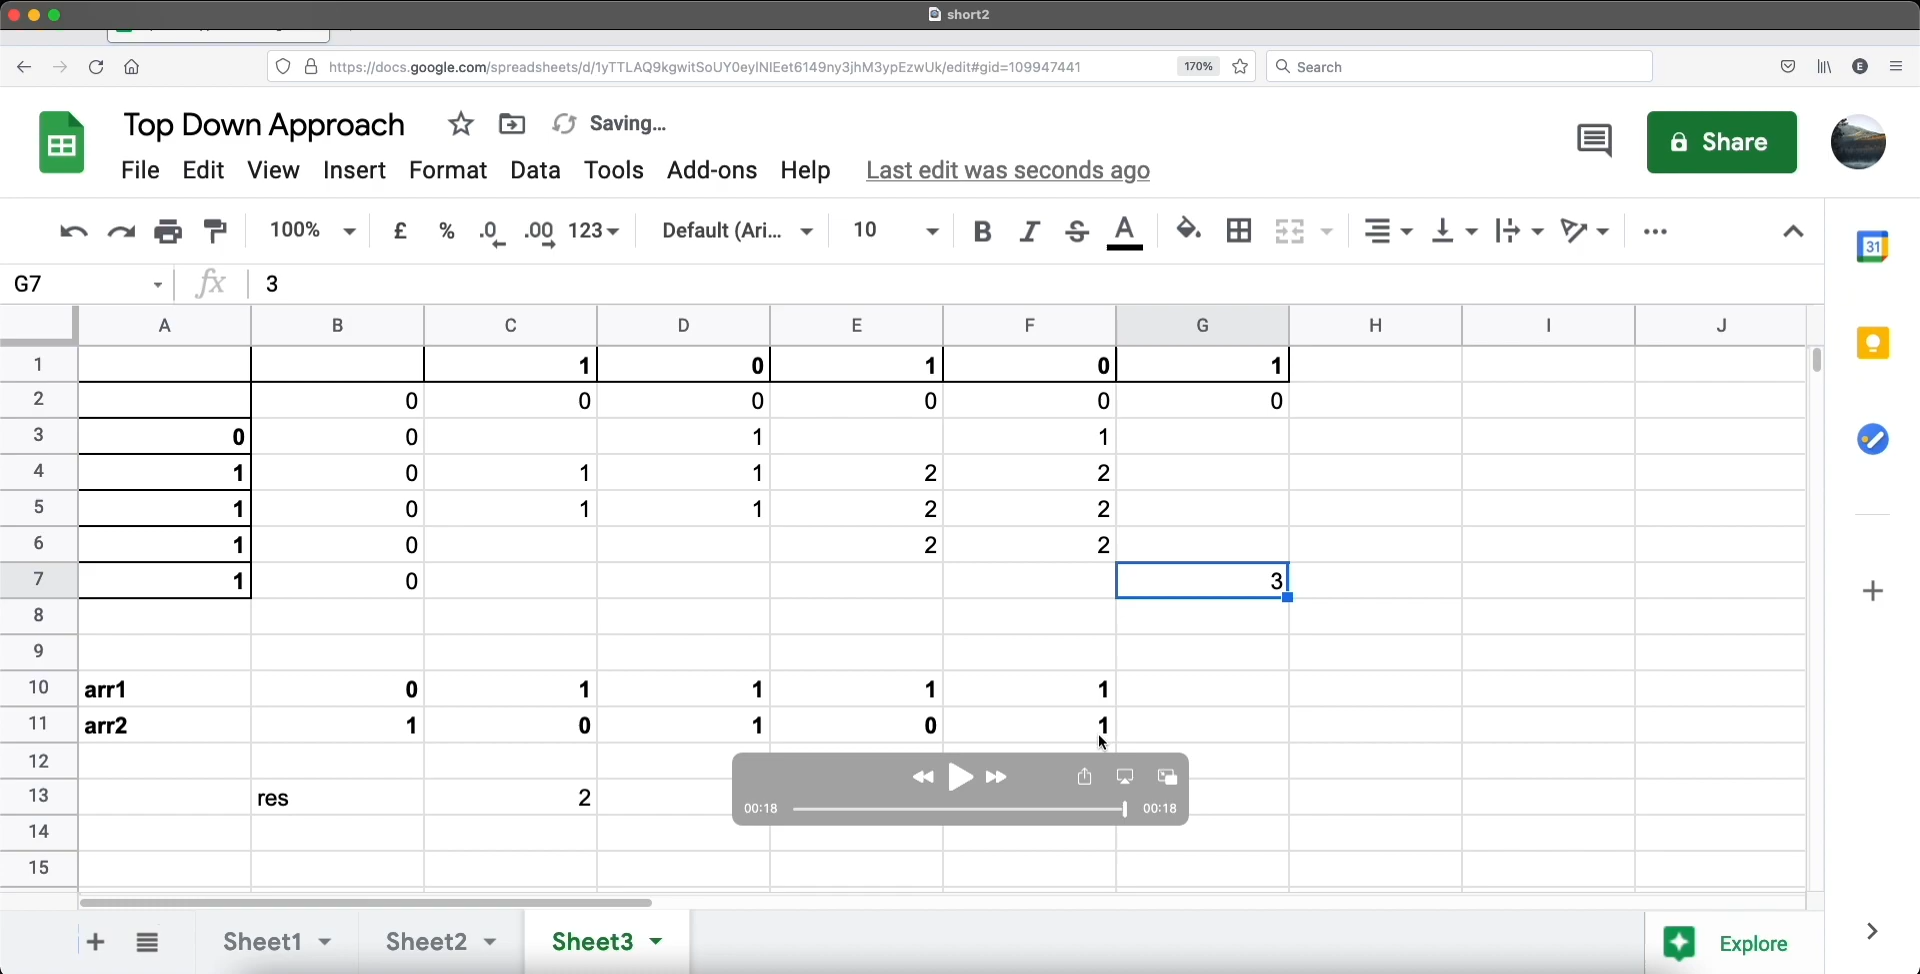 short2
https://docs.google.com/spreadsheets/d/1yTTLAQ9kgwitSoUY0eylNlEet6149ny3jhM3ypEzwUk/edit#gid=109947441 170% Search E
Top Down Approach Saving...
File Edit View Insert Format Data Tools Add-ons Help Last edit was seconds ago
Share
100% £ % .0 .00 123 Default (Ari... 10 B I S A
31
G7 fx 3
A B C D E F G H I J
1 1 0 1 0 1
2 0 0 0 0 0 0
3 0 0 1 1
4 1 0 1 1 2 2
5 1 0 1 1 2 2
6 1 0 2 2
7 1 0 3
8
9
10 arr1 0 1 1 1 1
11 arr2 1 0 1 0 1
12
13 res 2
00:18 00:18
14
15
Sheet1 Sheet2 Sheet3 Explore